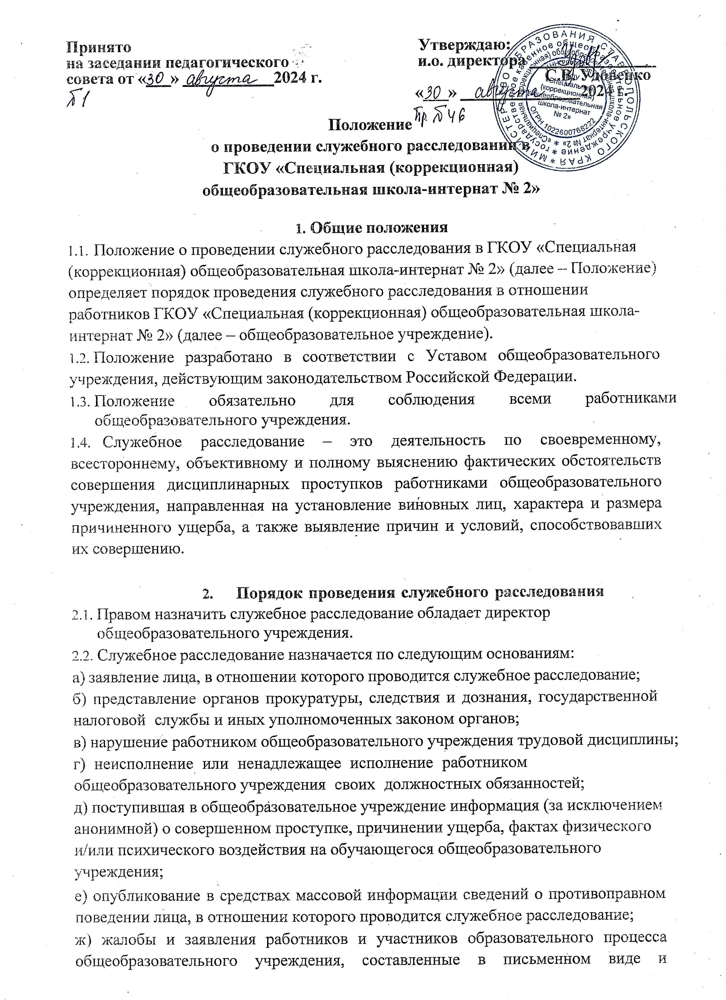 Принято
на заседании педагогического
совета от «30» августа 2024 г.
№1
Утверждаю:
и.о. директора
С.В. Удовенко
«30» августа 2024 г.
Пр. №46
МИНИСТЕРСТВО ОБРАЗОВАНИЯ СТАВРОПОЛЬСКОГО КРАЯ
государственное казенное общеобразовательное учреждение
«Специальная (коррекционная) общеобразовательная школа-интернат № 2»
«Специальная
(коррекционная)
общеобразовательная
школа-интернат
№ 2»
ОГРН 1022600768222
Положение
о проведении служебного расследовании в
ГКОУ «Специальная (коррекционная)
общеобразовательная школа-интернат № 2»
1. Общие положения
1.1. Положение о проведении служебного расследования в ГКОУ «Специальная
(коррекционная) общеобразовательная школа-интернат № 2» (далее – Положение)
определяет порядок проведения служебного расследования в отношении
работников ГКОУ «Специальная (коррекционная) общеобразовательная школа-
интернат № 2» (далее – общеобразовательное учреждение).
1.2. Положение разработано в соответствии с Уставом общеобразовательного
учреждения, действующим законодательством Российской Федерации.
1.3. Положение обязательно для соблюдения всеми работниками
общеобразовательного учреждения.
1.4. Служебное расследование – это деятельность по своевременному,
всестороннему, объективному и полному выяснению фактических обстоятельств
совершения дисциплинарных проступков работниками общеобразовательного
учреждения, направленная на установление виновных лиц, характера и размера
причиненного ущерба, а также выявление причин и условий, способствовавших
их совершению.
2. Порядок проведения служебного расследования
2.1. Правом назначить служебное расследование обладает директор
общеобразовательного учреждения.
2.2. Служебное расследование назначается по следующим основаниям:
а) заявление лица, в отношении которого проводится служебное расследование;
б) представление органов прокуратуры, следствия и дознания, государственной
налоговой службы и иных уполномоченных законом органов;
в) нарушение работником общеобразовательного учреждения трудовой дисциплины;
г) неисполнение или ненадлежащее исполнение работником
общеобразовательного учреждения своих должностных обязанностей;
д) поступившая в общеобразовательное учреждение информация (за исключением
анонимной) о совершенном проступке, причинении ущерба, фактах физического
и/или психического воздействия на обучающегося общеобразовательного
учреждения;
е) опубликование в средствах массовой информации сведений о противоправном
поведении лица, в отношении которого проводится служебное расследование;
ж) жалобы и заявления работников и участников образовательного процесса
общеобразовательного учреждения, составленные в письменном виде и